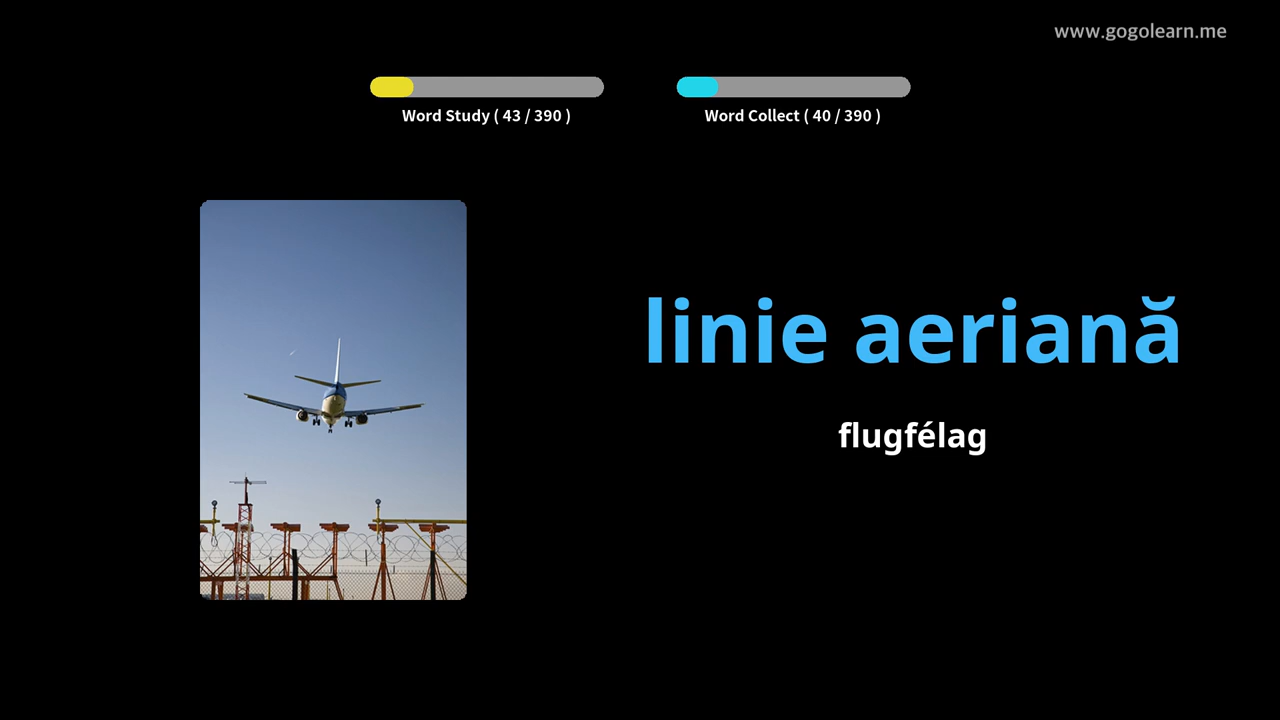 www.gogolearn.me
Word Study ( 43 / 390 )
Word Collect ( 40 / 390 )
linie aeriană
flugfélag